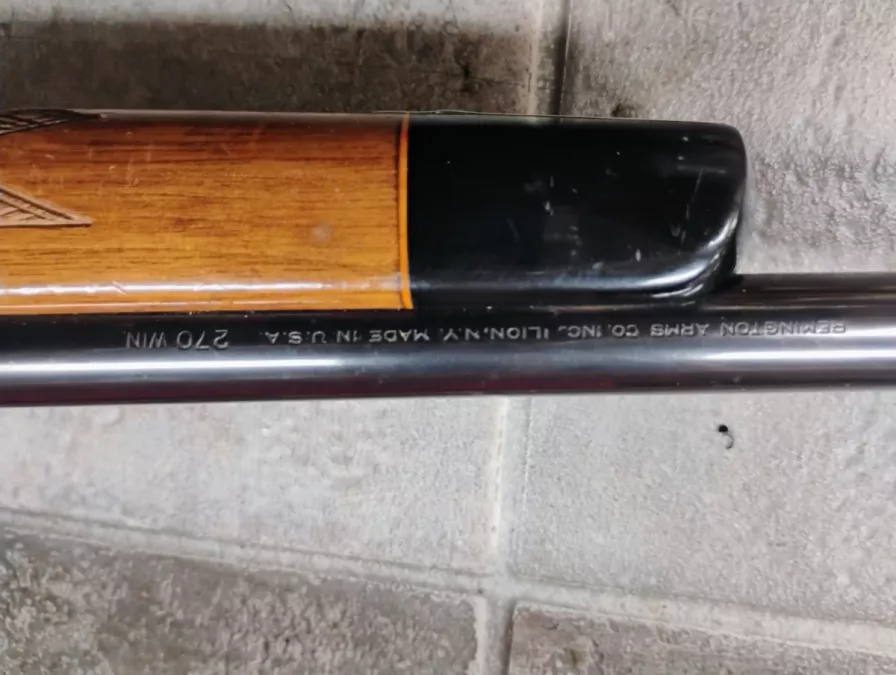 REMINGTON ARMS CO. INC. ILION, N.Y. MADE IN U.S.A. 270 WIN